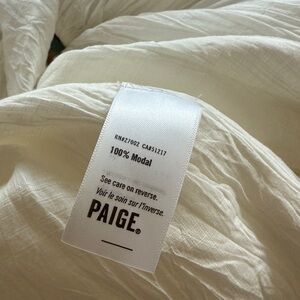 RN#27002 CA#51217
100% Modal
See care on reverse.
Voir le soin sur l'inverse.
PAIGE®